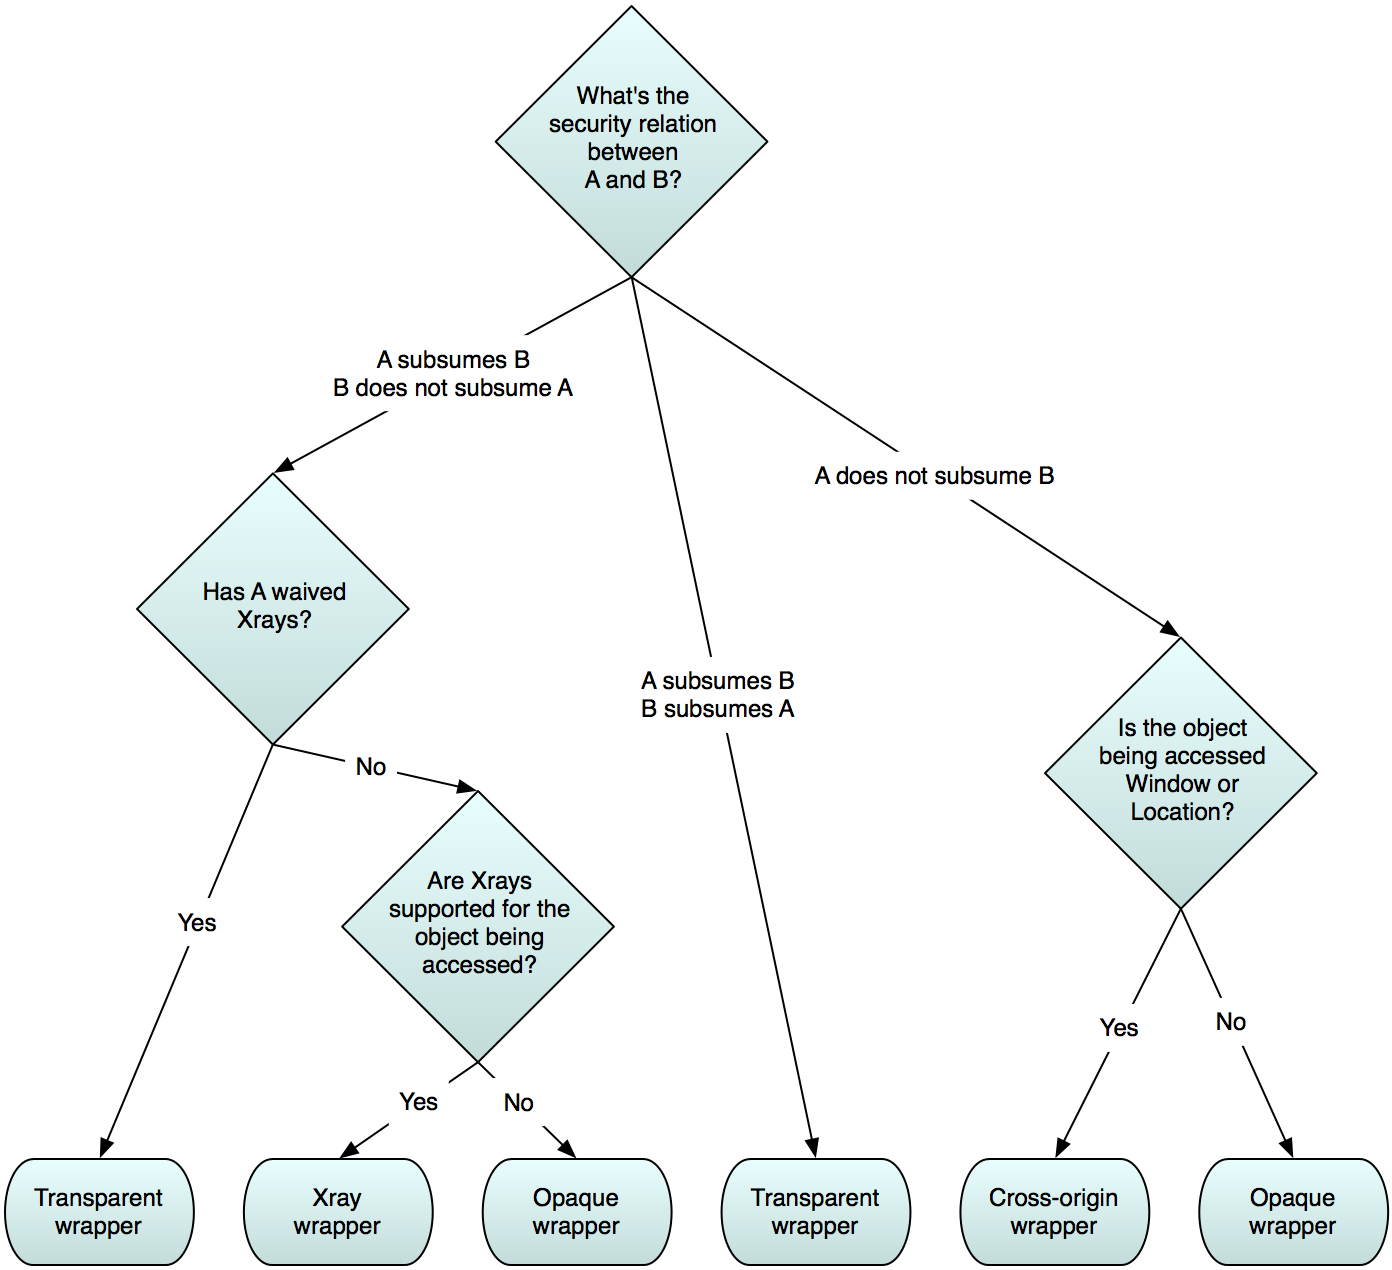 What's the
security relation
between
A and B?
A subsumes B
B does not subsume A
A does not subsume B
Has A waived
Xrays?
A subsumes B
B subsumes A
Is the object
being accessed
Window or
Location?
No
Are Xrays
supported for the
object being
accessed?
Yes
Yes
No
Yes
No
Transparent
wrapper
Xray
wrapper
Opaque
wrapper
Transparent
wrapper
Cross-origin
wrapper
Opaque
wrapper